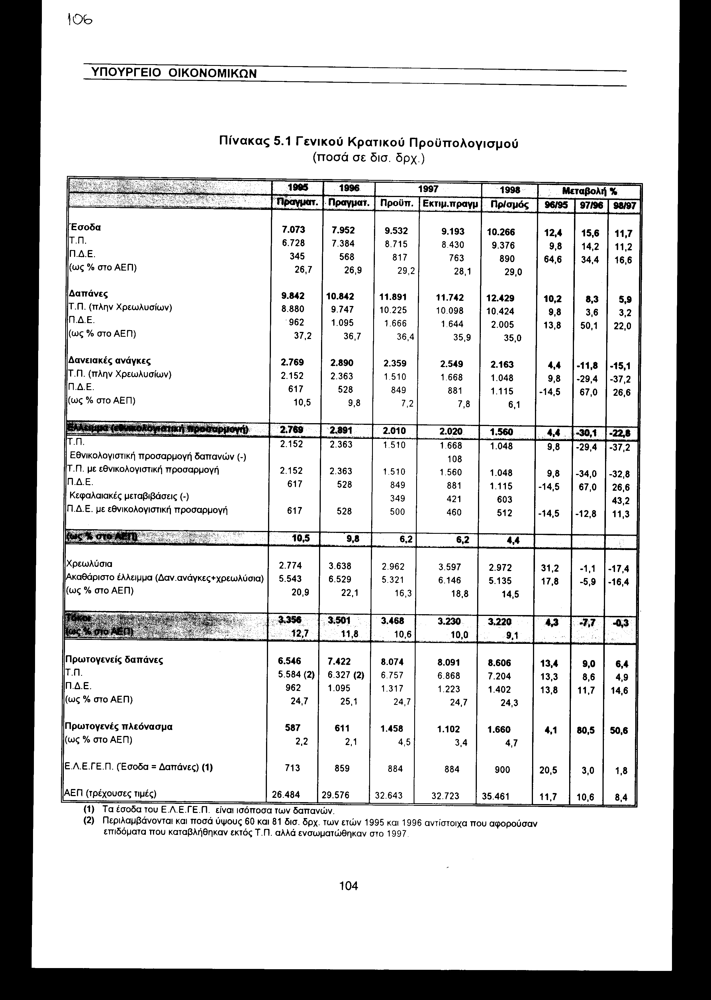 106
ΥΠΟΥΡΓΕΙΟ ΟΙΚΟΝΟΜΙΚΩΝ
Πίνακας 5.1 Γενικού Κρατικού Προϋπολογισμού
(ποσά σε δισ. δρχ.)
1995 1996 1997 1998 Μεταβολή %
Πραγματ. Πραγματ. Προϋπ. Εκτιμ.πραγμ Πρ/σμός 96/95 97/96 98/97
Έσοδα 7.073 7.952 9.532 9.193 10.266 12,4 15,6 11,7
Τ.Π. 6.728 7.384 8.715 8.430 9.376 9,8 14,2 11,2
Π.Δ.Ε. 345 568 817 763 890 64,6 34,4 16,6
(ως % στο ΑΕΠ) 26,7 26,9 29,2 28,1 29,0
Δαπάνες 9.842 10.842 11.891 11.742 12.429 10,2 8,3 5,9
Τ.Π. (πλην Χρεωλυσίων) 8.880 9.747 10.225 10.098 10.424 9,8 3,6 3,2
Π.Δ.Ε. 962 1.095 1.666 1.644 2.005 13,8 50,1 22,0
(ως % στο ΑΕΠ) 37,2 36,7 36,4 35,9 35,0
Δανειακές ανάγκες 2.769 2.890 2.359 2.549 2.163 4,4 -11,8 -15,1
Τ.Π. (πλην Χρεωλυσίων) 2.152 2.363 1.510 1.668 1.048 9,8 -29,4 -37,2
Π.Δ.Ε. 617 528 849 881 1.115 -14,5 67,0 26,6
(ως % στο ΑΕΠ) 10,5 9,8 7,2 7,8 6,1
Έλλειμμα (εθνικολογιστική προσαρμογή) 2.769 2.891 2.010 2.020 1.560 4,4 -30,1 -22,8
Τ.Π. 2.152 2.363 1.510 1.668 1.048 9,8 -29,4 -37,2
Εθνικολογιστική προσαρμογή δαπανών (-) 108
Τ.Π. με εθνικολογιστική προσαρμογή 2.152 2.363 1.510 1.560 1.048 9,8 -34,0 -32,8
Π.Δ.Ε. 617 528 849 881 1.115 -14,5 67,0 26,6
Κεφαλαιακές μεταβιβάσεις (-) 349 421 603 43,2
Π.Δ.Ε. με εθνικολογιστική προσαρμογή 617 528 500 460 512 -14,5 -12,8 11,3
(ως % στο ΑΕΠ) 10,5 9,8 6,2 6,2 4,4
Χρεωλύσια 2.774 3.638 2.962 3.597 2.972 31,2 -1,1 -17,4
Ακαθάριστο έλλειμμα (Δαν.ανάγκες+χρεωλύσια) 5.543 6.529 5.321 6.146 5.135 17,8 -5,9 -16,4
(ως % στο ΑΕΠ) 20,9 22,1 16,3 18,8 14,5
Τόκοι 3.356 3.501 3.468 3.230 3.220 4,3 -7,7 -0,3
(ως % στο ΑΕΠ) 12,7 11,8 10,6 10,0 9,1
Πρωτογενείς δαπάνες 6.546 7.422 8.074 8.091 8.606 13,4 9,0 6,4
Τ.Π. 5.584 (2) 6.327 (2) 6.757 6.868 7.204 13,3 8,6 4,9
Π.Δ.Ε. 962 1.095 1.317 1.223 1.402 13,8 11,7 14,6
(ως % στο ΑΕΠ) 24,7 25,1 24,7 24,7 24,3
Πρωτογενές πλεόνασμα 587 611 1.458 1.102 1.660 4,1 80,5 50,6
(ως % στο ΑΕΠ) 2,2 2,1 4,5 3,4 4,7
Ε.Λ.Ε.ΓΕ.Π. (Έσοδα = Δαπάνες) (1) 713 859 884 884 900 20,5 3,0 1,8
ΑΕΠ (τρέχουσες τιμές) 26.484 29.576 32.643 32.723 35.461 11,7 10,6 8,4
(1) Τα έσοδα του Ε.Λ.Ε.ΓΕ.Π. είναι ισόποσα των δαπανών.
(2) Περιλαμβάνονται και ποσά ύψους 60 και 81 δισ. δρχ. των ετών 1995 και 1996 αντίστοιχα που αφορούσαν
επιδόματα που καταβλήθηκαν εκτός Τ.Π. αλλά ενσωματώθηκαν στο 1997.
104